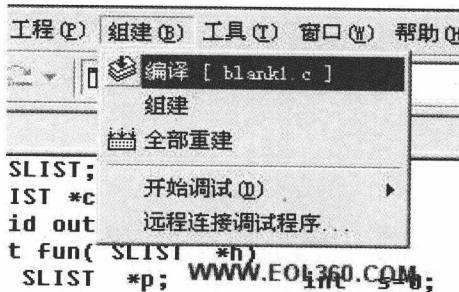 工程(P) 组建(B) 工具(T) 窗口(W) 帮助(
编译 [ blank1.c ]
组建
全部重建
SLIST;
开始调试(D)
IST *c
远程连接调试程序...
id out
t fun( SLIST *h)
SLIST *p; int s=0;
WWW.EOL360.COM